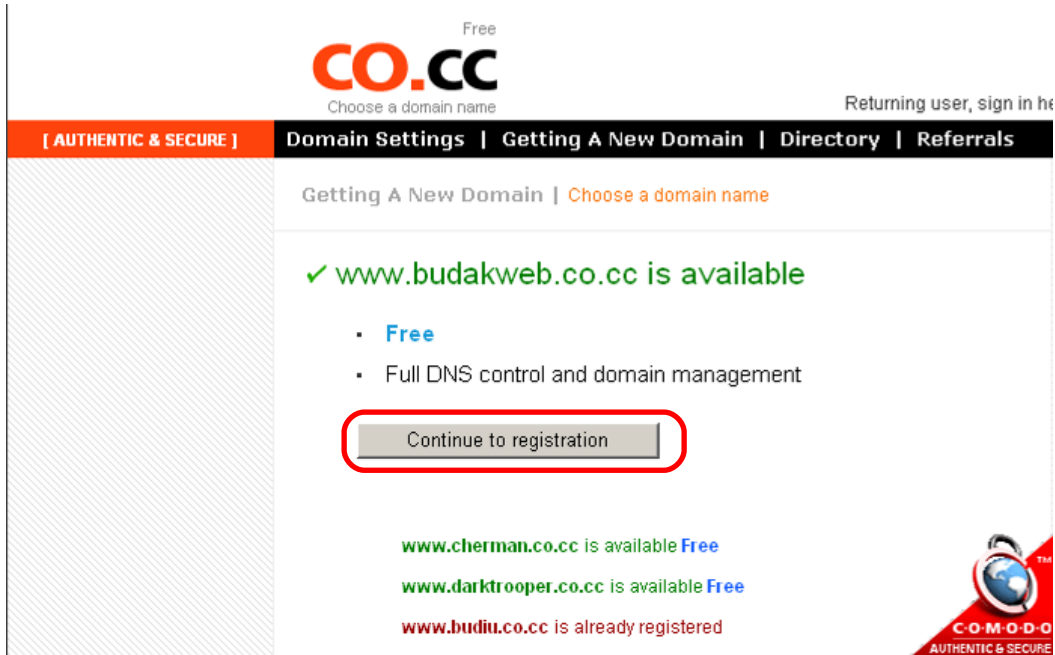 Free
CO.CC
Choose a domain name
Returning user, sign in he
[ AUTHENTIC & SECURE ]
Domain Settings | Getting A New Domain | Directory | Referrals
Getting A New Domain | Choose a domain name
✓ www.budakweb.co.cc is available
▪ Free
▪ Full DNS control and domain management
Continue to registration
www.cherman.co.cc is available Free
www.darktrooper.co.cc is available Free
www.budiu.co.cc is already registered
TM
C·O·M·O·D·O
AUTHENTIC & SECURE